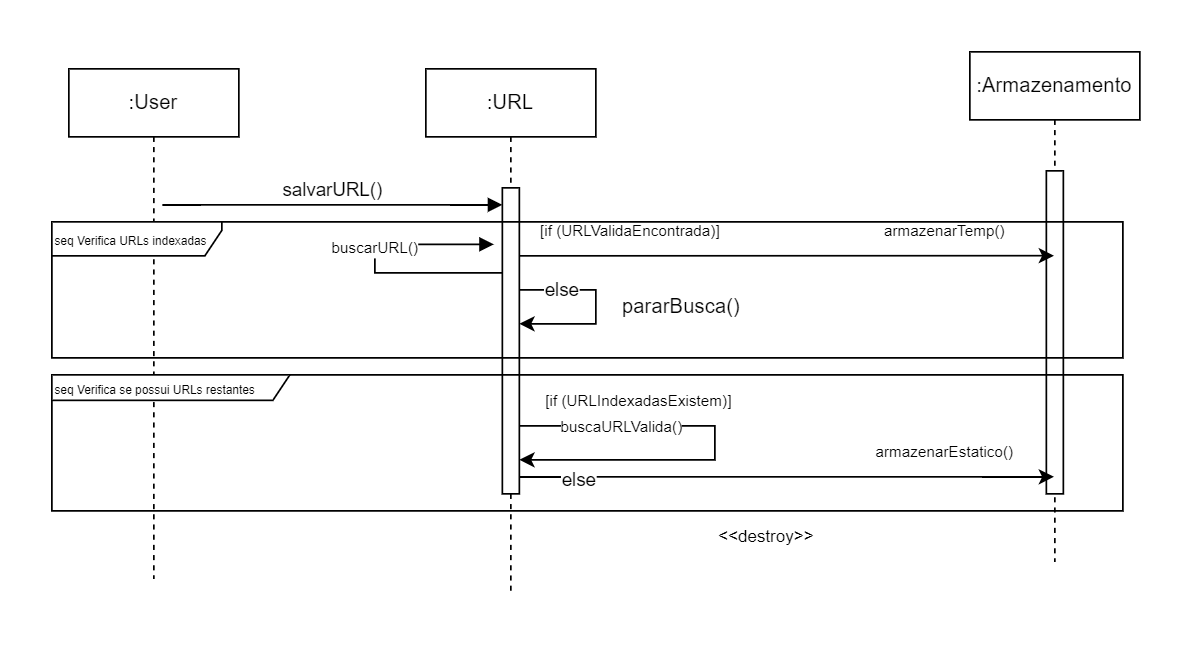 :User
:URL
:Armazenamento
salvarURL()
seq Verifica URLs indexadas
buscarURL()
[if (URLValidaEncontrada)]
armazenarTemp()
else
pararBusca()
seq Verifica se possui URLs restantes
[if (URLIndexadasExistem)]
buscaURLValida()
armazenarEstatico()
else
<<destroy>>